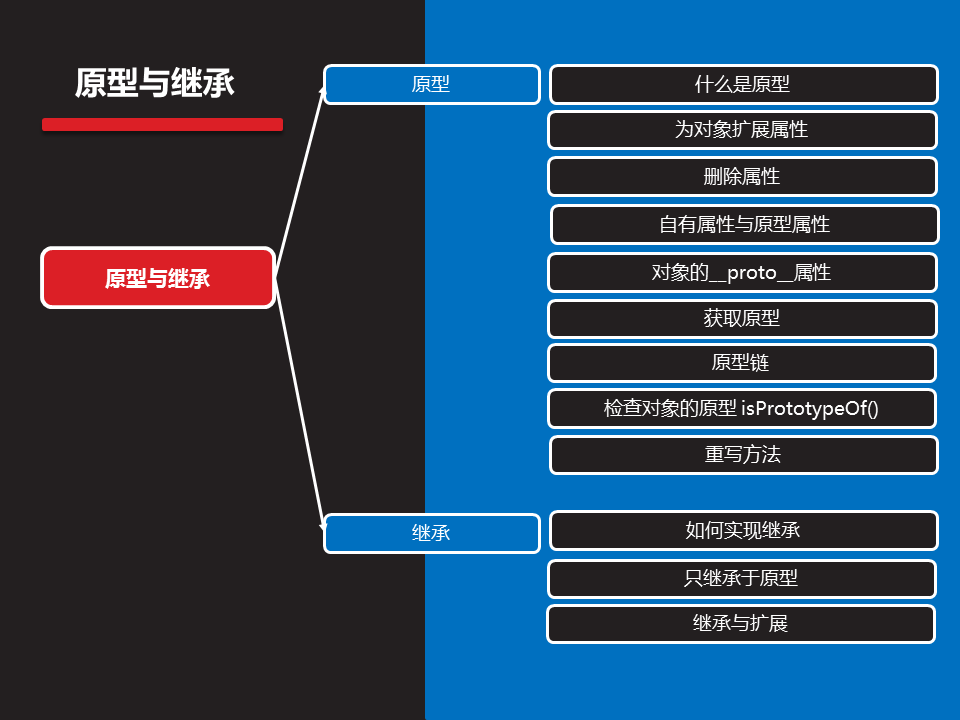 原型与继承
原型与继承
原型
什么是原型
为对象扩展属性
删除属性
自有属性与原型属性
对象的__proto__属性
获取原型
原型链
检查对象的原型 isPrototypeOf()
重写方法
继承
如何实现继承
只继承于原型
继承与扩展